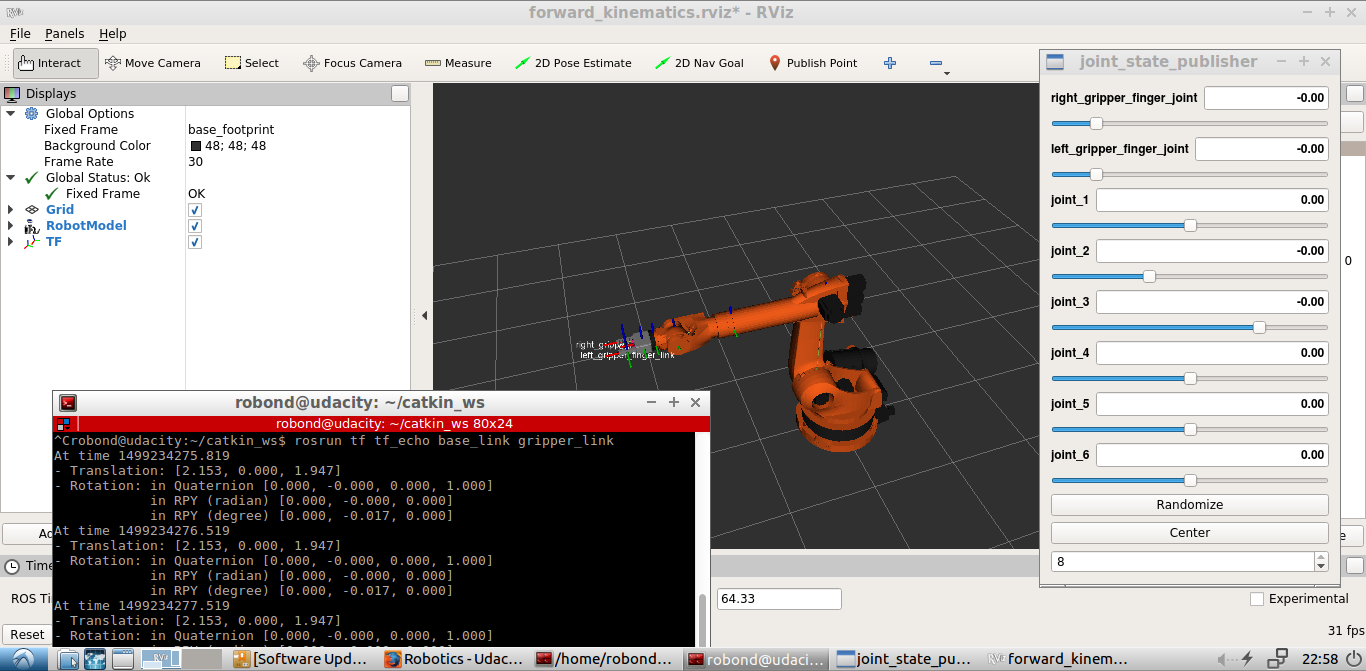 RViz
forward_kinematics.rviz* - RViz
File Panels Help
Interact Move Camera Select Focus Camera Measure 2D Pose Estimate 2D Nav Goal Publish Point
Displays
Global Options
Fixed Frame base_footprint
Background Color 48; 48; 48
Frame Rate 30
Global Status: Ok
Fixed Frame OK
Grid
RobotModel
TF
Ad
Time
ROS Ti
Reset
right_gripp
left_gripper_finger_link
robond@udacity: ~/catkin_ws
robond@udacity: ~/catkin_ws 80x24
^Crobond@udacity:~/catkin_ws$ rosrun tf tf_echo base_link gripper_link
At time 1499234275.819
- Translation: [2.153, 0.000, 1.947]
- Rotation: in Quaternion [0.000, -0.000, 0.000, 1.000]
in RPY (radian) [0.000, -0.000, 0.000]
in RPY (degree) [0.000, -0.017, 0.000]
At time 1499234276.519
- Translation: [2.153, 0.000, 1.947]
- Rotation: in Quaternion [0.000, -0.000, 0.000, 1.000]
in RPY (radian) [0.000, -0.000, 0.000]
in RPY (degree) [0.000, -0.017, 0.000]
At time 1499234277.519
- Translation: [2.153, 0.000, 1.947]
- Rotation: in Quaternion [0.000, -0.000, 0.000, 1.000]
joint_state_publisher
right_gripper_finger_joint -0.00
left_gripper_finger_joint -0.00
joint_1 0.00
joint_2 -0.00
joint_3 -0.00
joint_4 0.00
joint_5 0.00
joint_6 0.00
Randomize
Center
8
0
e
64.33
Experimental
31 fps
RViz
[Software Upd...
Robotics - Udac...
/home/robond...
robond@udaci...
joint_state_pu...
RViz forward_kinem...
22:58